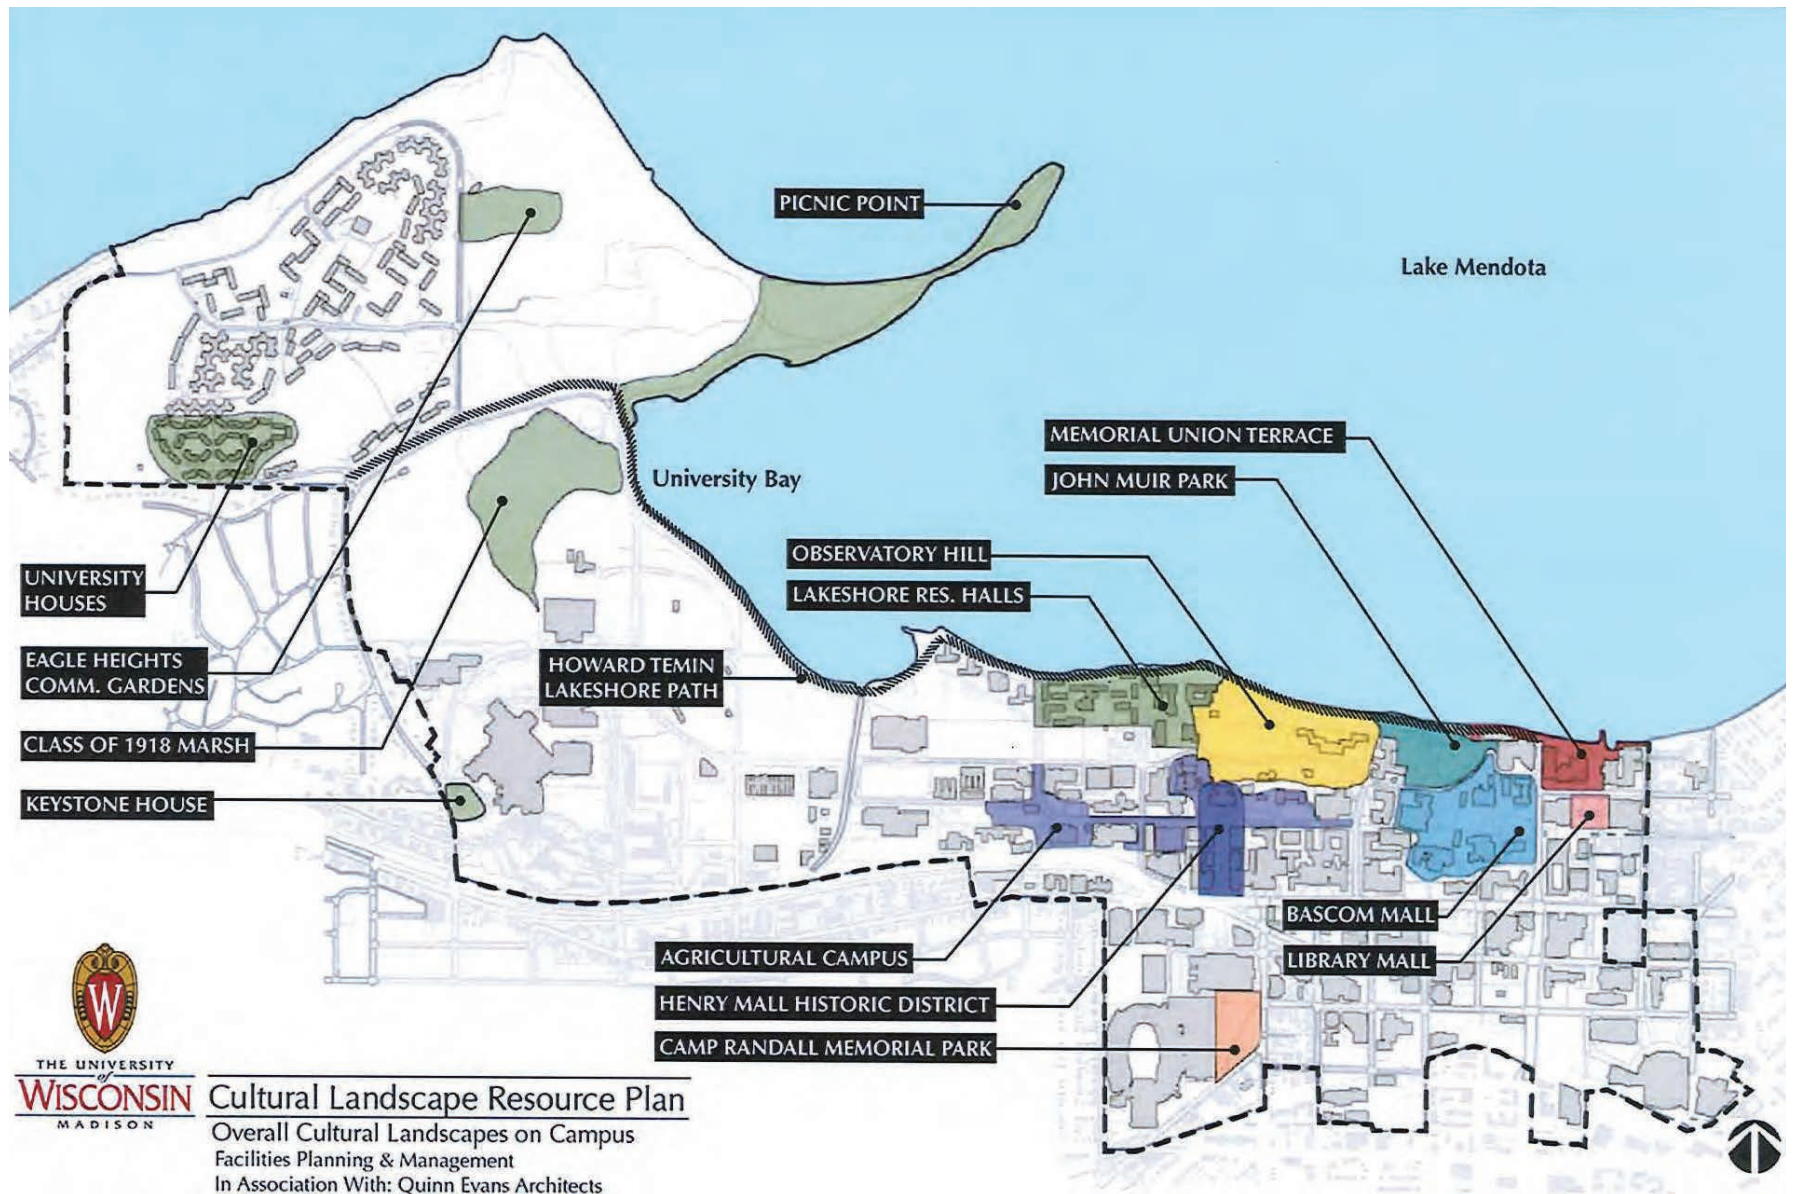 PICNIC POINT
Lake Mendota
MEMORIAL UNION TERRACE
JOHN MUIR PARK
University Bay
OBSERVATORY HILL
LAKESHORE RES. HALLS
UNIVERSITY
HOUSES
EAGLE HEIGHTS
COMM. GARDENS
HOWARD TEMIN
LAKESHORE PATH
CLASS OF 1918 MARSH
KEYSTONE HOUSE
BASCOM MALL
LIBRARY MALL
AGRICULTURAL CAMPUS
HENRY MALL HISTORIC DISTRICT
CAMP RANDALL MEMORIAL PARK
W
THE UNIVERSITY
of
WISCONSIN
MADISON
Cultural Landscape Resource Plan
Overall Cultural Landscapes on Campus
Facilities Planning & Management
In Association With: Quinn Evans Architects